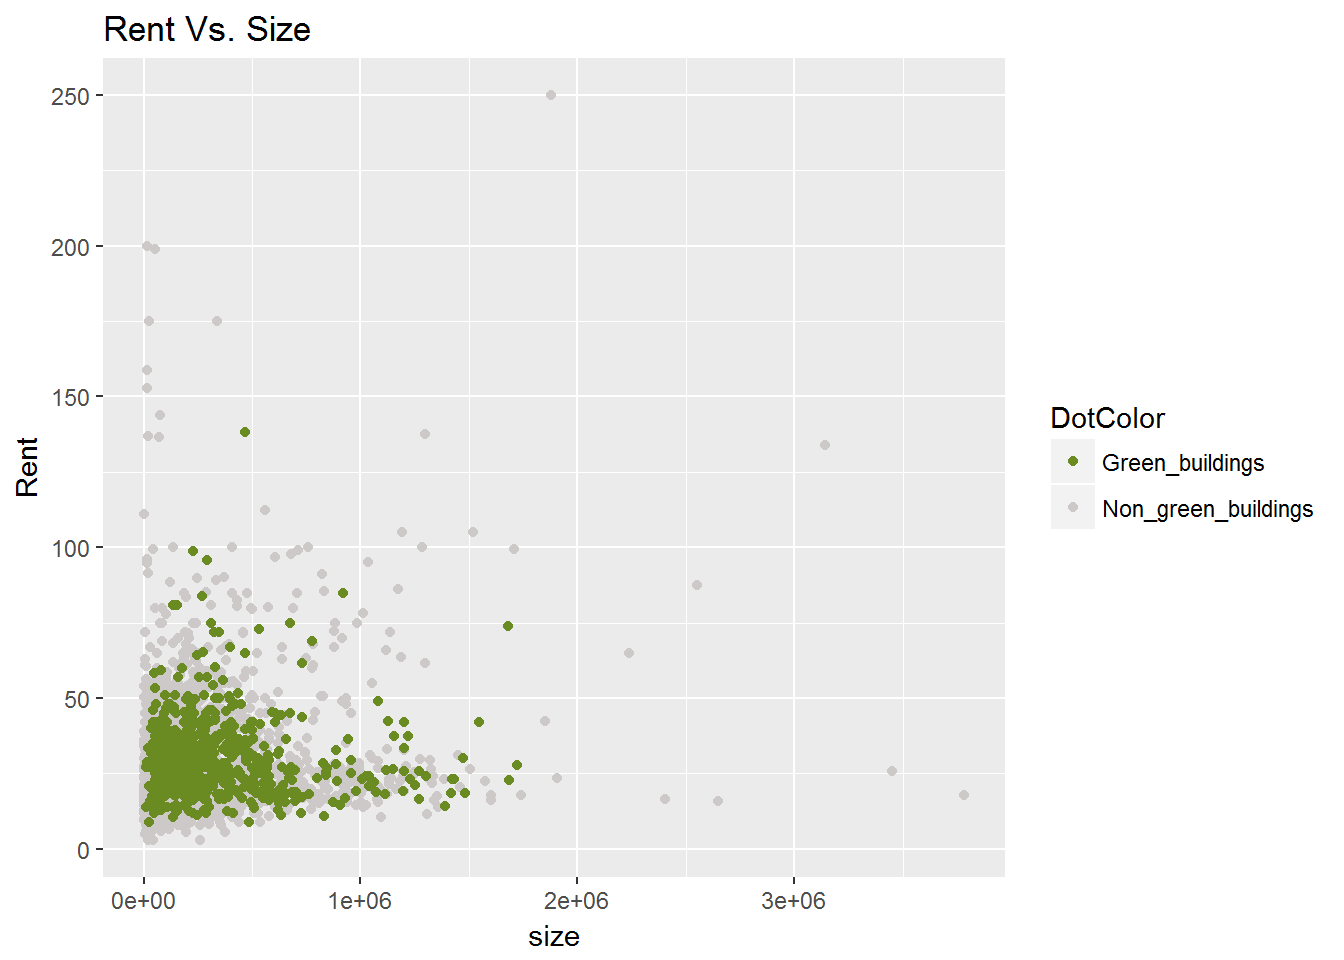 Rent Vs. Size
250
200
150
100
50
0
Rent
0e+00 1e+06 2e+06 3e+06
size
DotColor
Green_buildings
Non_green_buildings